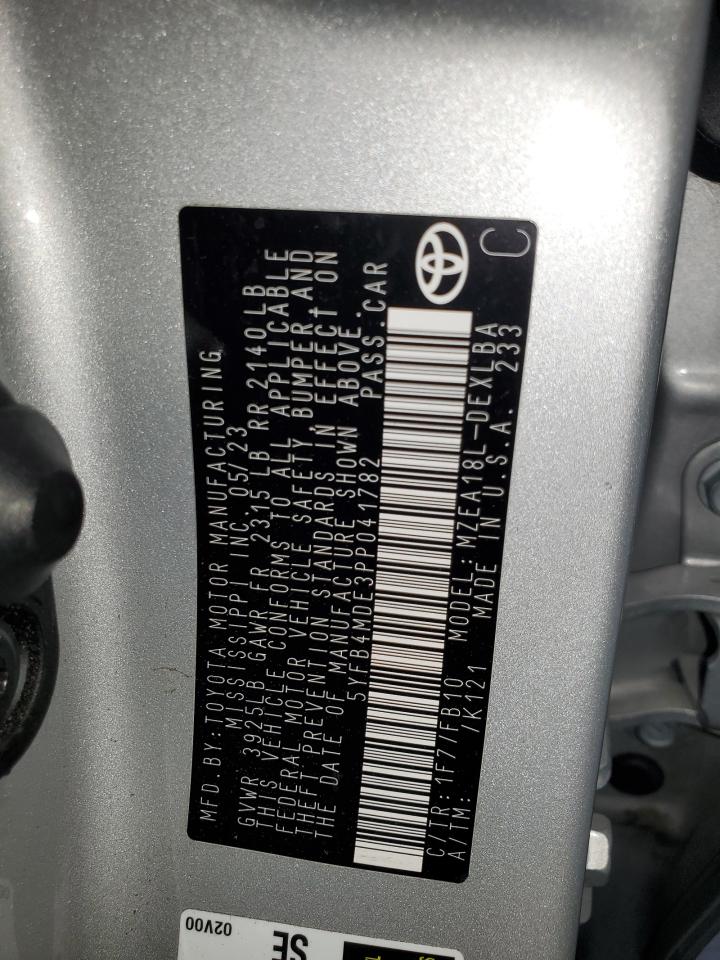 MFD.BY:TOYOTA MOTOR MANUFACTURING
MISSISSIPPI INC. 05/23
GVWR 3925LB GAWR FR 2315 LB RR 2140 LB
THIS VEHICLE CONFORMS TO ALL APPLICABLE
FEDERAL MOTOR VEHICLE SAFETY, BUMPER, AND
THEFT PREVENTION STANDARDS IN EFFECT ON
THE DATE OF MANUFACTURE SHOWN ABOVE.
5YFB4MDE3PP041782 PASS.CAR
C/TR:1F7/FB10 MODEL:MZEA18L-DEXLBA
A/TM: /K121 MADE IN U.S.A. 233
C
02V00
SE